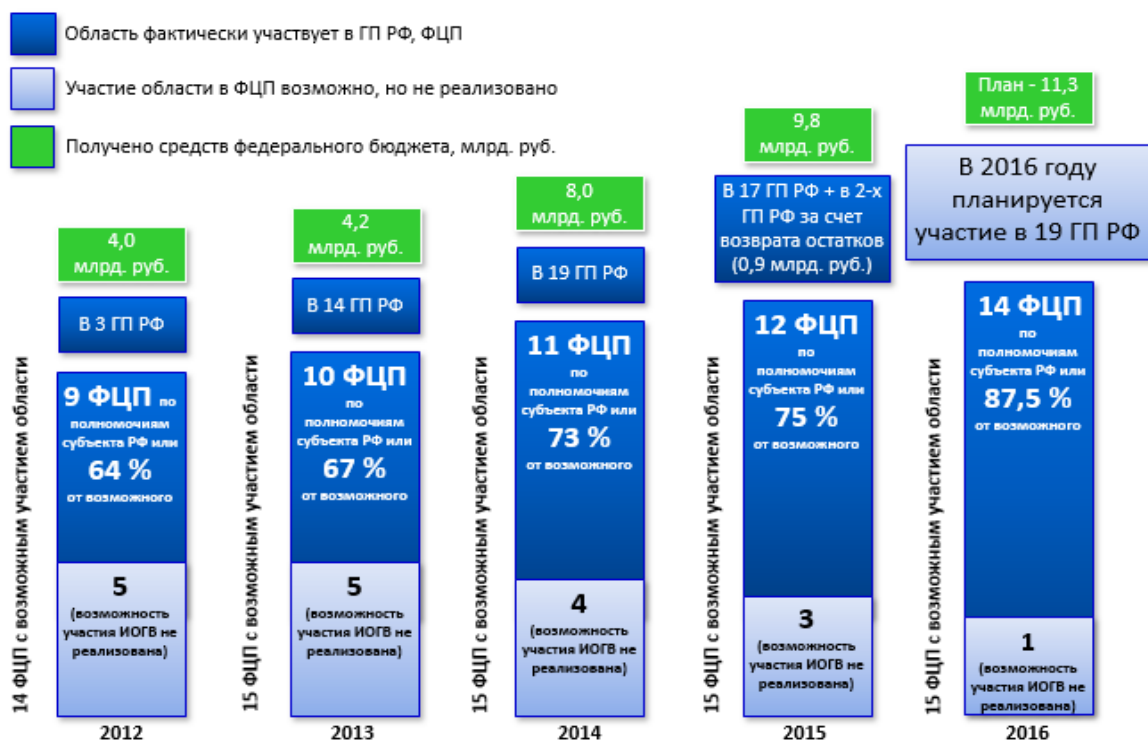 Область фактически участвует в ГП РФ, ФЦП
Участие области в ФЦП возможно, но не реализовано
Получено средств федерального бюджета, млрд. руб.
14 ФЦП с возможным участием области
4,0
млрд. руб.
В 3 ГП РФ
9 ФЦП по
полномочиям
субъекта РФ или
64 %
от возможного
5
(возможность
участия ИОГВ не
реализована)
2012
15 ФЦП с возможным участием области
4,2
млрд. руб.
В 14 ГП РФ
10 ФЦП
по
полномочиям
субъекта РФ или
67 %
от возможного
5
(возможность
участия ИОГВ не
реализована)
2013
15 ФЦП с возможным участием области
8,0
млрд. руб.
В 19 ГП РФ
11 ФЦП
по
полномочиям
субъекта РФ или
73 %
от возможного
4
(возможность
участия ИОГВ не
реализована)
2014
15 ФЦП с возможным участием области
9,8
млрд. руб.
В 17 ГП РФ + в 2-х
ГП РФ за счет
возврата остатков
(0,9 млрд. руб.)
12 ФЦП
по
полномочиям
субъекта РФ или
75 %
от возможного
3
(возможность
участия ИОГВ не
реализована)
2015
15 ФЦП с возможным участием области
План - 11,3
млрд. руб.
В 2016 году
планируется
участие в 19 ГП РФ
14 ФЦП
по
полномочиям
субъекта РФ или
87,5 %
от возможного
1
(возможность
участия ИОГВ не
реализована)
2016